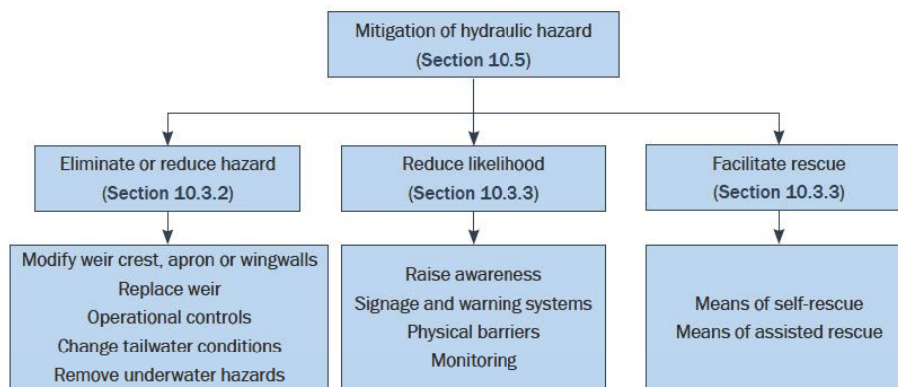 Mitigation of hydraulic hazard
(Section 10.5)
Eliminate or reduce hazard
(Section 10.3.2)
Reduce likelihood
(Section 10.3.3)
Facilitate rescue
(Section 10.3.3)
Modify weir crest, apron or wingwalls
Replace weir
Operational controls
Change tailwater conditions
Remove underwater hazards
Raise awareness
Signage and warning systems
Physical barriers
Monitoring
Means of self-rescue
Means of assisted rescue